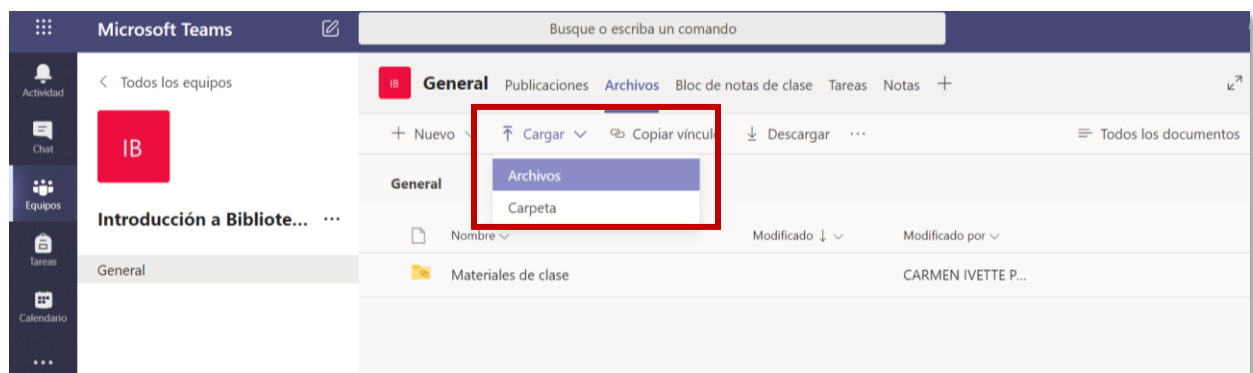 Microsoft Teams
Busque o escriba un comando
Actividad
Chat
Equipos
Tareas
Calendario
Todos los equipos
IB
Introducción a Bibliote... ...
General
IB General Publicaciones Archivos Bloc de notas de clase Tareas Notas
Nuevo Cargar Copiar vínculo Descargar ... Todos los documentos
Archivos
Carpeta
General
Nombre Modificado Modificado por
Materiales de clase CARMEN IVETTE P...